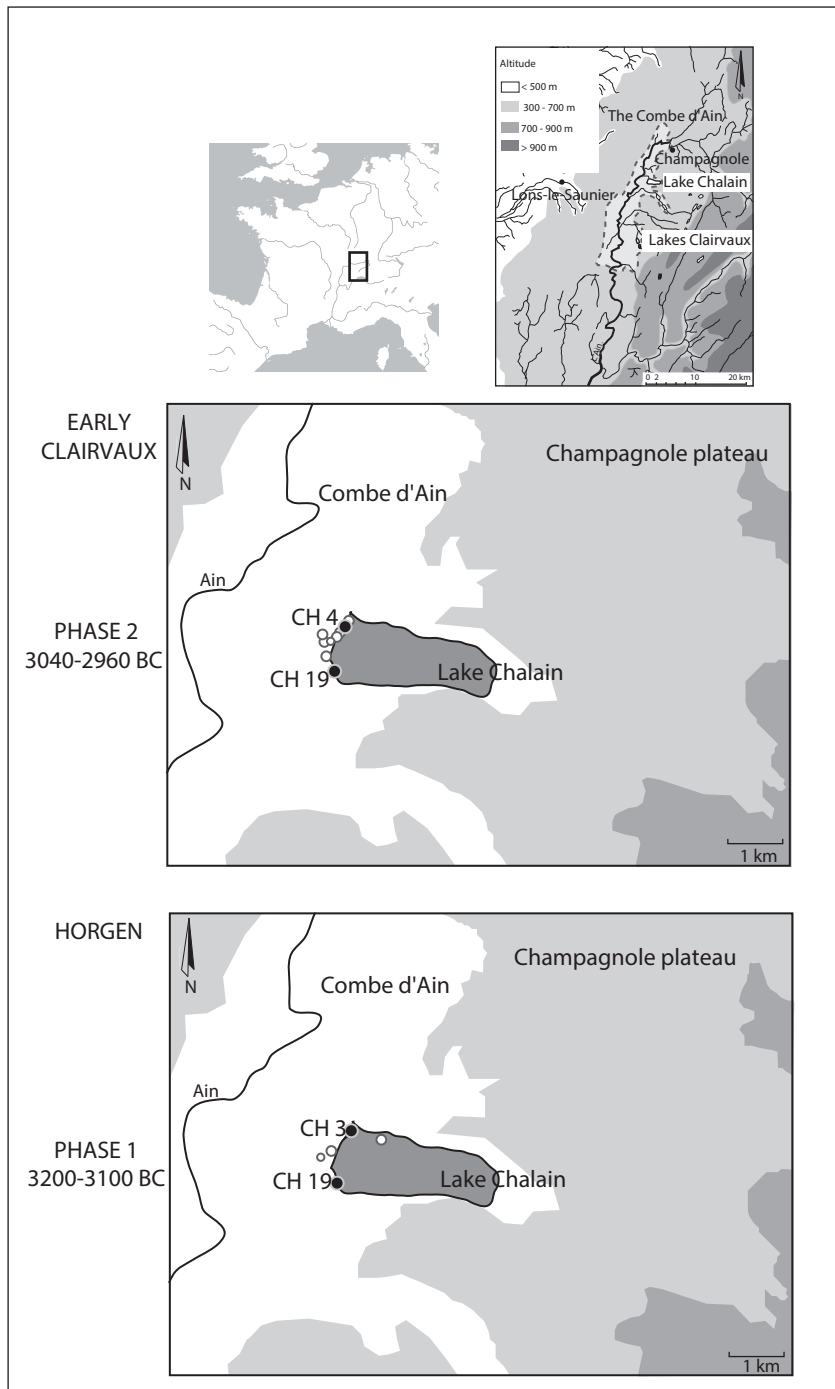 Altitude
< 500 m
300 - 700 m
700 - 900 m
> 900 m
N
The Combe d'Ain
Champagnole
Lake Chalain
Lons-le-Saunier
Lakes Clairvaux
Ain
0 2 10 20 km
EARLY
CLAIRVAUX
N
Champagnole plateau
Combe d'Ain
Ain
PHASE 2
3040-2960 BC
CH 4
CH 19
Lake Chalain
1 km
HORGEN
N
Champagnole plateau
Combe d'Ain
Ain
PHASE 1
3200-3100 BC
CH 3
CH 19
Lake Chalain
1 km